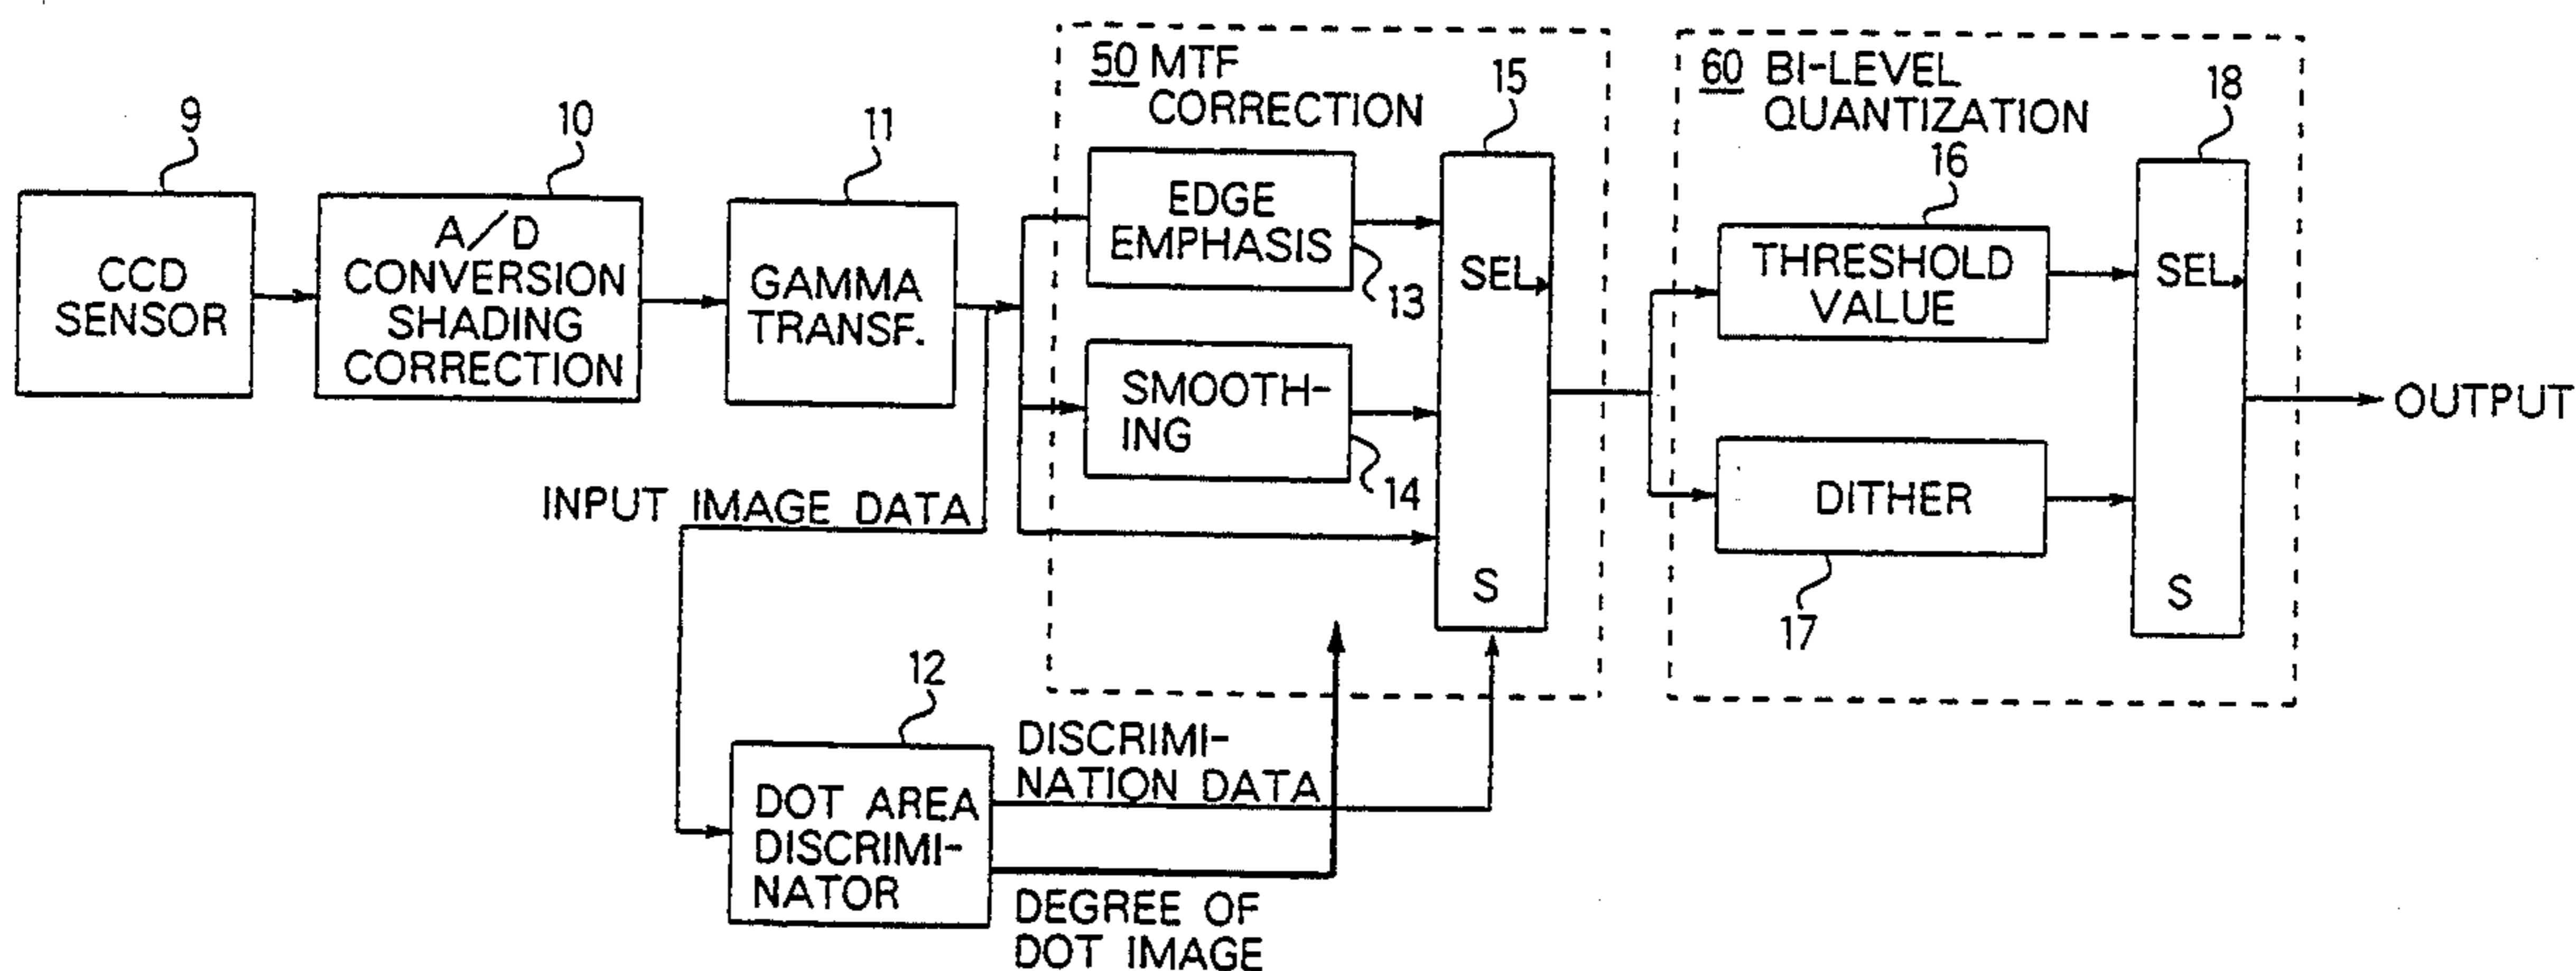 9
CCD
SENSOR
10
A/D
CONVERSION
SHADING
CORRECTION
11
GAMMA
TRANSF.
INPUT IMAGE DATA
12
DOT AREA
DISCRIMI-
NATOR
DISCRIMI-
NATION DATA
DEGREE OF
DOT IMAGE
50 MTF
CORRECTION
EDGE
EMPHASIS
13
SMOOTH-
ING
14
15
SEL
S
60 BI-LEVEL
QUANTIZATION
16
THRESHOLD
VALUE
DITHER
17
18
SEL
S
OUTPUT